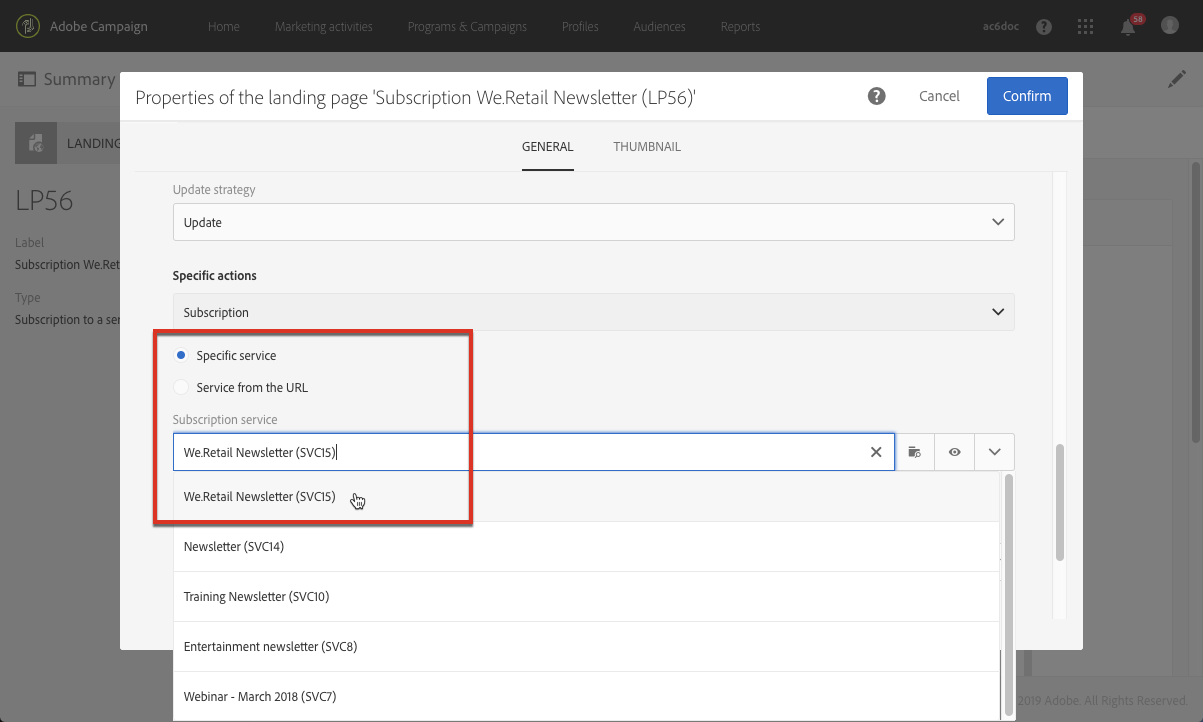 Adobe Campaign Home Marketing activities Programs & Campaigns Profiles Audiences Reports ac6doc ? 58
Summary
Properties of the landing page 'Subscription We.Retail Newsletter (LP56)' ? Cancel Confirm
LANDING
GENERAL THUMBNAIL
LP56
Label
Subscription We.Ret
Type
Subscription to a ser
Update strategy
Update
Specific actions
Subscription
Specific service
Service from the URL
Subscription service
We.Retail Newsletter (SVC15)
We.Retail Newsletter (SVC15)
Newsletter (SVC14)
Training Newsletter (SVC10)
Entertainment newsletter (SVC8)
Webinar - March 2018 (SVC7)
2019 Adobe. All Rights Reserved.